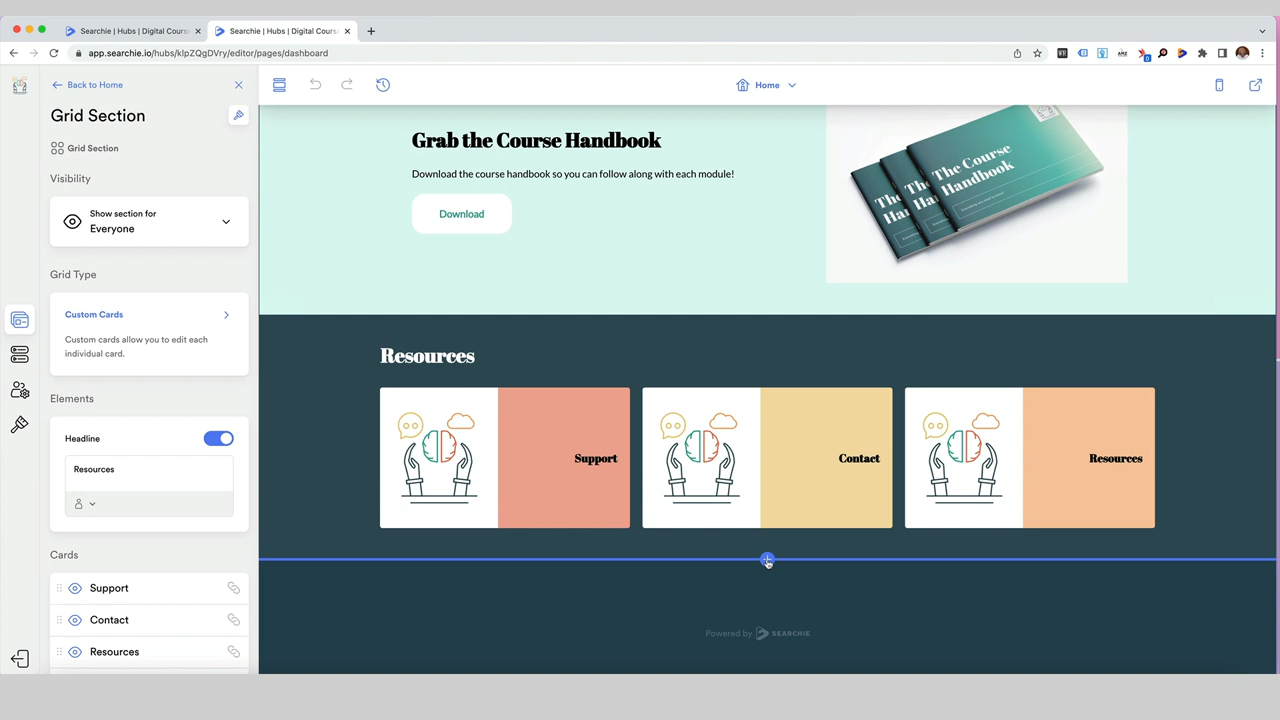 Searchie | Hubs | Digital Cours
Searchie | Hubs | Digital Cours
app.searchie.io/hubs/klpZQgDVry/editor/pages/dashboard
Back to Home
Grid Section
Grid Section
Visibility
Show section for
Everyone
Grid Type
Custom Cards
Custom cards allow you to edit each
individual card.
Elements
Headline
Resources
Cards
Support
Contact
Resources
Home
Grab the Course Handbook
Download the course handbook so you can follow along with each module!
Download
The Course
Handbook
Resources
Support
Contact
Resources
Powered by SEARCHIE